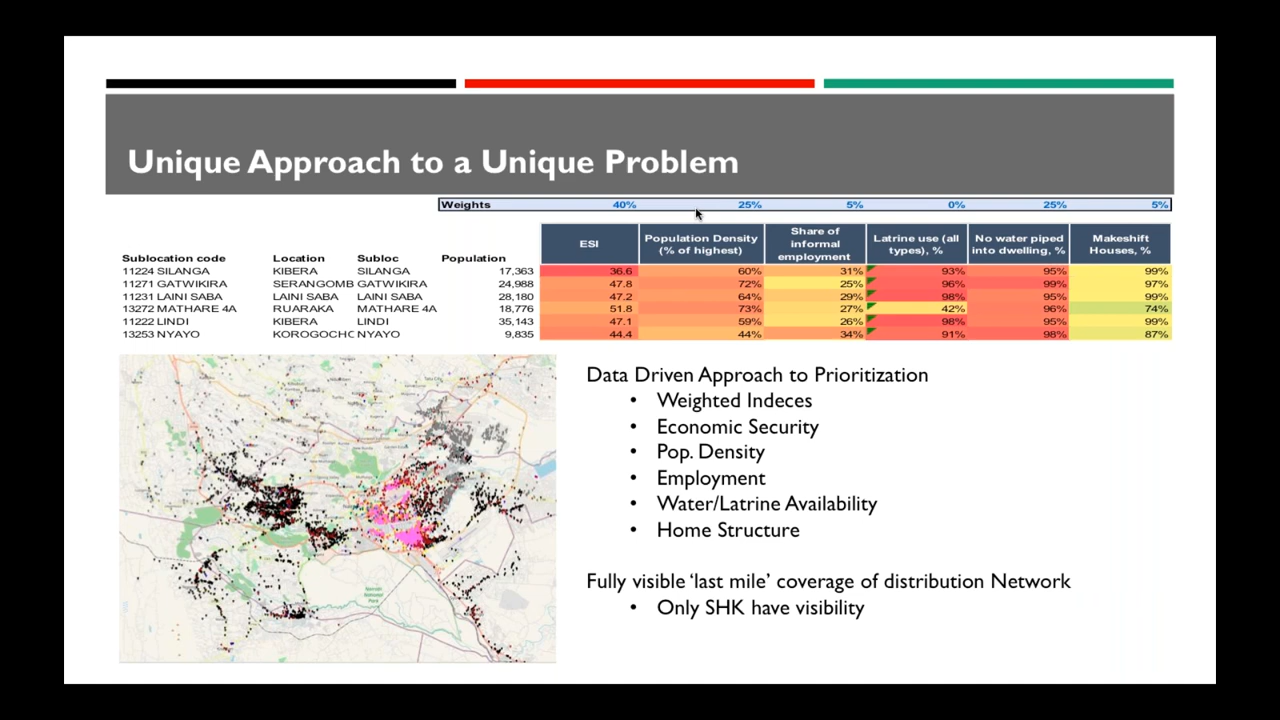 Unique Approach to a Unique Problem
Weights 40% 25% 5% 0% 25% 5%
Sublocation code Location Subloc Population ESI Population Density (% of highest) Share of informal employment Latrine use (all types), % No water piped into dwelling, % Makeshift Houses, %
11224 SILANGA KIBERA SILANGA 17,363 36.6 60% 31% 93% 95% 99%
11271 GATWIKIRA SERANGOMB GATWIKIRA 24,988 47.8 72% 25% 96% 99% 97%
11231 LAINI SABA LAINI SABA LAINI SABA 28,180 47.2 64% 29% 98% 95% 99%
13272 MATHARE 4A RUARAKA MATHARE 4A 18,776 51.8 73% 27% 42% 96% 74%
11222 LINDI KIBERA LINDI 35,143 47.1 59% 26% 98% 95% 99%
13253 NYAYO KOROGOCHO NYAYO 9,835 44.4 44% 34% 91% 98% 87%
Data Driven Approach to Prioritization
• Weighted Indeces
• Economic Security
• Pop. Density
• Employment
• Water/Latrine Availability
• Home Structure
Fully visible ‘last mile’ coverage of distribution Network
• Only SHK have visibility